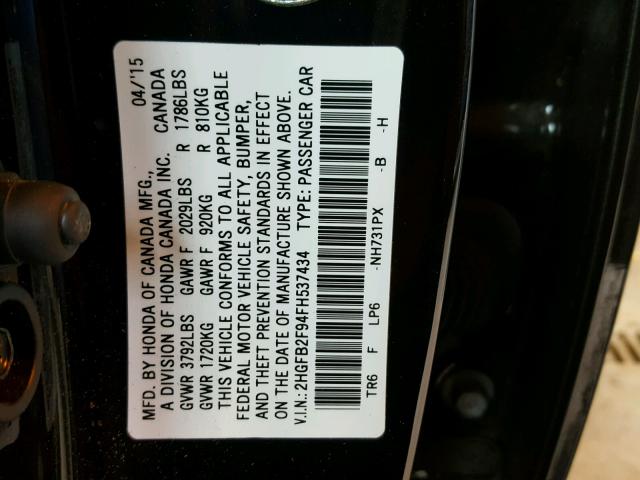 MFD. BY HONDA OF CANADA MFG., 04/'15
A DIVISION OF HONDA CANADA INC. CANADA
GVWR 3792LBS GAWR F 2029LBS R 1786LBS
GVWR 1720KG GAWR F 920KG R 810KG
THIS VEHICLE CONFORMS TO ALL APPLICABLE
FEDERAL MOTOR VEHICLE SAFETY, BUMPER,
AND THEFT PREVENTION STANDARDS IN EFFECT
ON THE DATE OF MANUFACTURE SHOWN ABOVE.
V.I.N.: 2HGFB2F94FH537434 TYPE: PASSENGER CAR
TR6 F LP6 -NH731PX -B -H